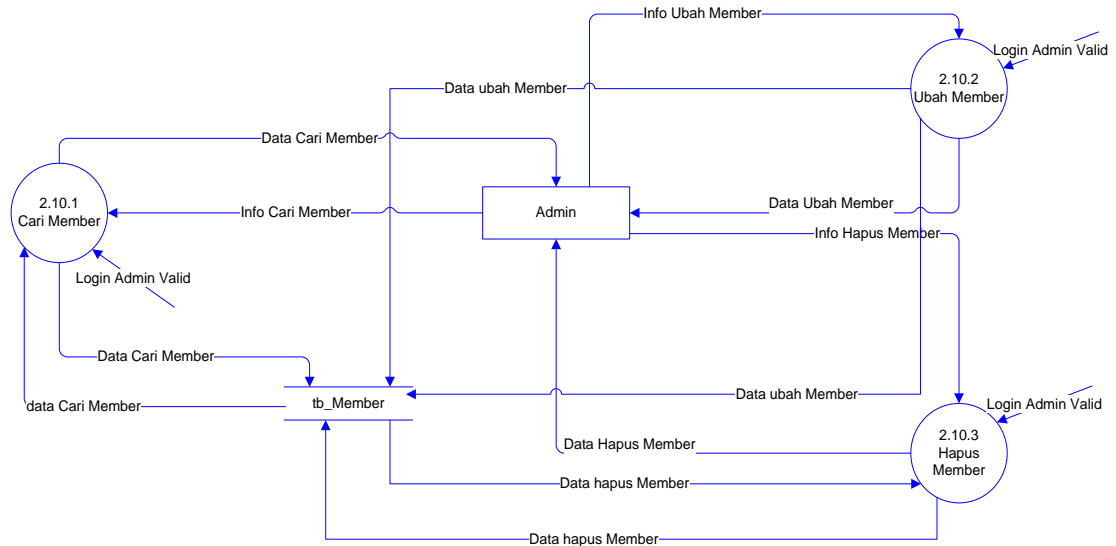 Info Ubah Member
Login Admin Valid
2.10.2
Ubah Member
Data ubah Member
Data Cari Member
2.10.1
Cari Member
Info Cari Member
Admin
Data Ubah Member
Info Hapus Member
Login Admin Valid
Data Cari Member
data Cari Member
tb_Member
Data ubah Member
Login Admin Valid
2.10.3
Hapus
Member
Data Hapus Member
Data hapus Member
Data hapus Member